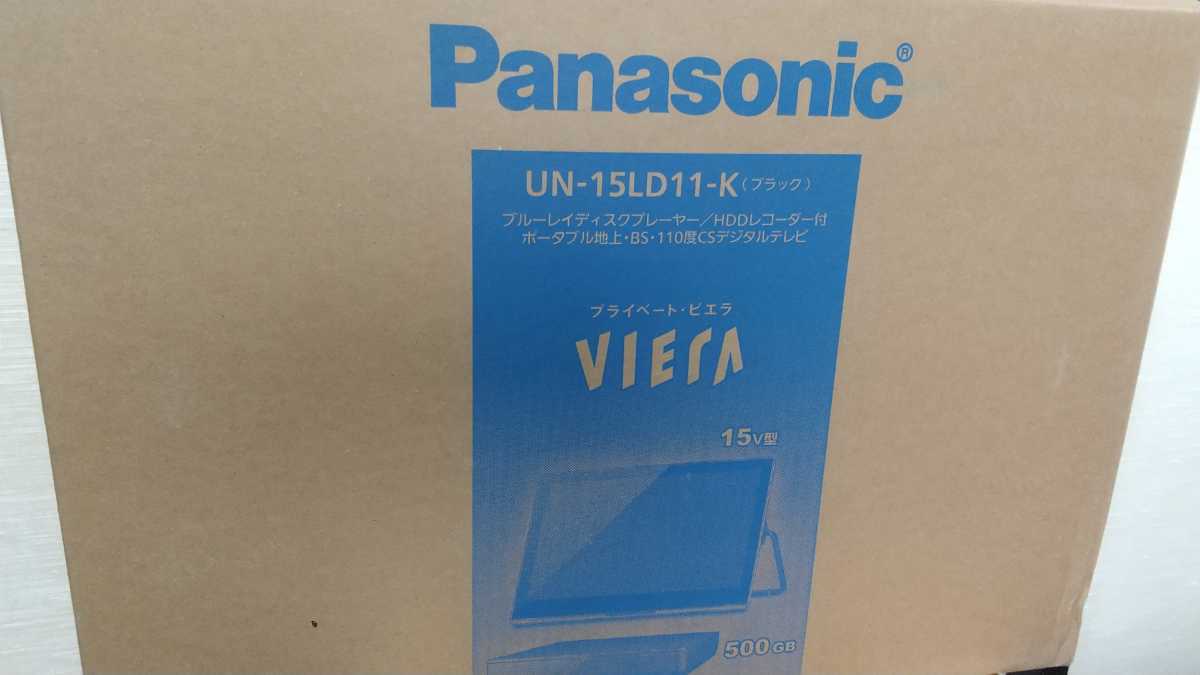 Panasonic®
UN-15LD11-K(ブラック)
ブルーレイディスクプレーヤー/HDDレコーダー付
ポータブル地上・BS・110度CSデジタルテレビ
プライベート・ビエラ
VIERA
15V型
500GB